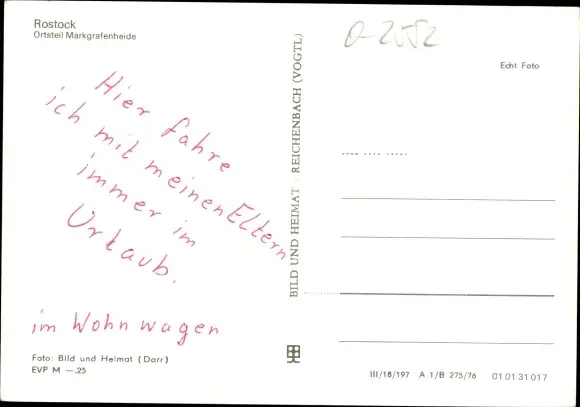 Rostock
Ortsteil Markgrafenheide
Hier fahre
ich mit meinen Eltern
immer im
Urlaub.
im Wohnwagen
Foto: Bild und Heimat (Darr)
EVP M —.25
BILD UND HEIMAT REICHENBACH (VOGTL)
Echt Foto
III/18/197 A 1/B 275/76 01 01 31 017